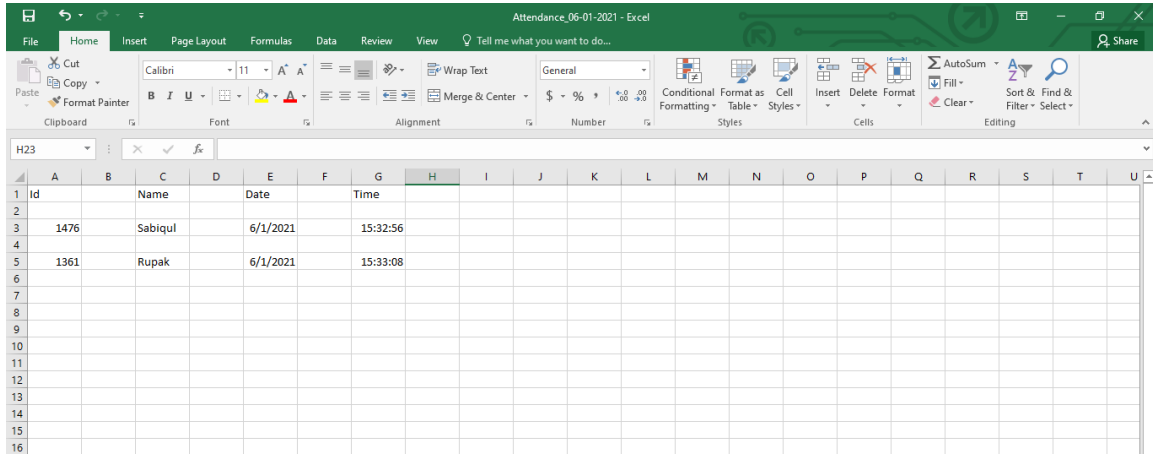 Attendance_06-01-2021 - Excel
File Home Insert Page Layout Formulas Data Review View Tell me what you want to do... Share
Paste Cut Copy Format Painter
Clipboard
Calibri 11 A A
B I U A
Font
Wrap Text
Merge & Center
Alignment
General
$ % , .0 .00 .00 .0
Number
Conditional Formatting Format as Table Cell Styles
Styles
Insert Delete Format
Cells
AutoSum
Fill
Clear
Sort & Filter Find & Select
Editing
H23 fx
A B C D E F G H I J K L M N O P Q R S T U
1 Id Name Date Time
2
3 1476 Sabiqul 6/1/2021 15:32:56
4
5 1361 Rupak 6/1/2021 15:33:08
6
7
8
9
10
11
12
13
14
15
16